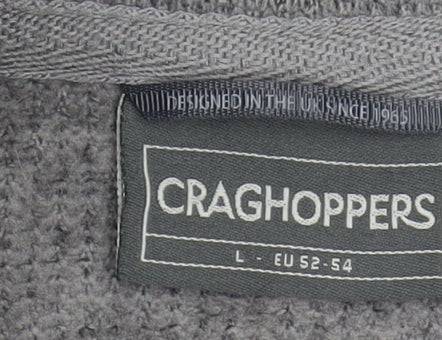 DESIGNED IN THE UK SINCE 1965
CRAGHOPPERS
L - EU 52-54